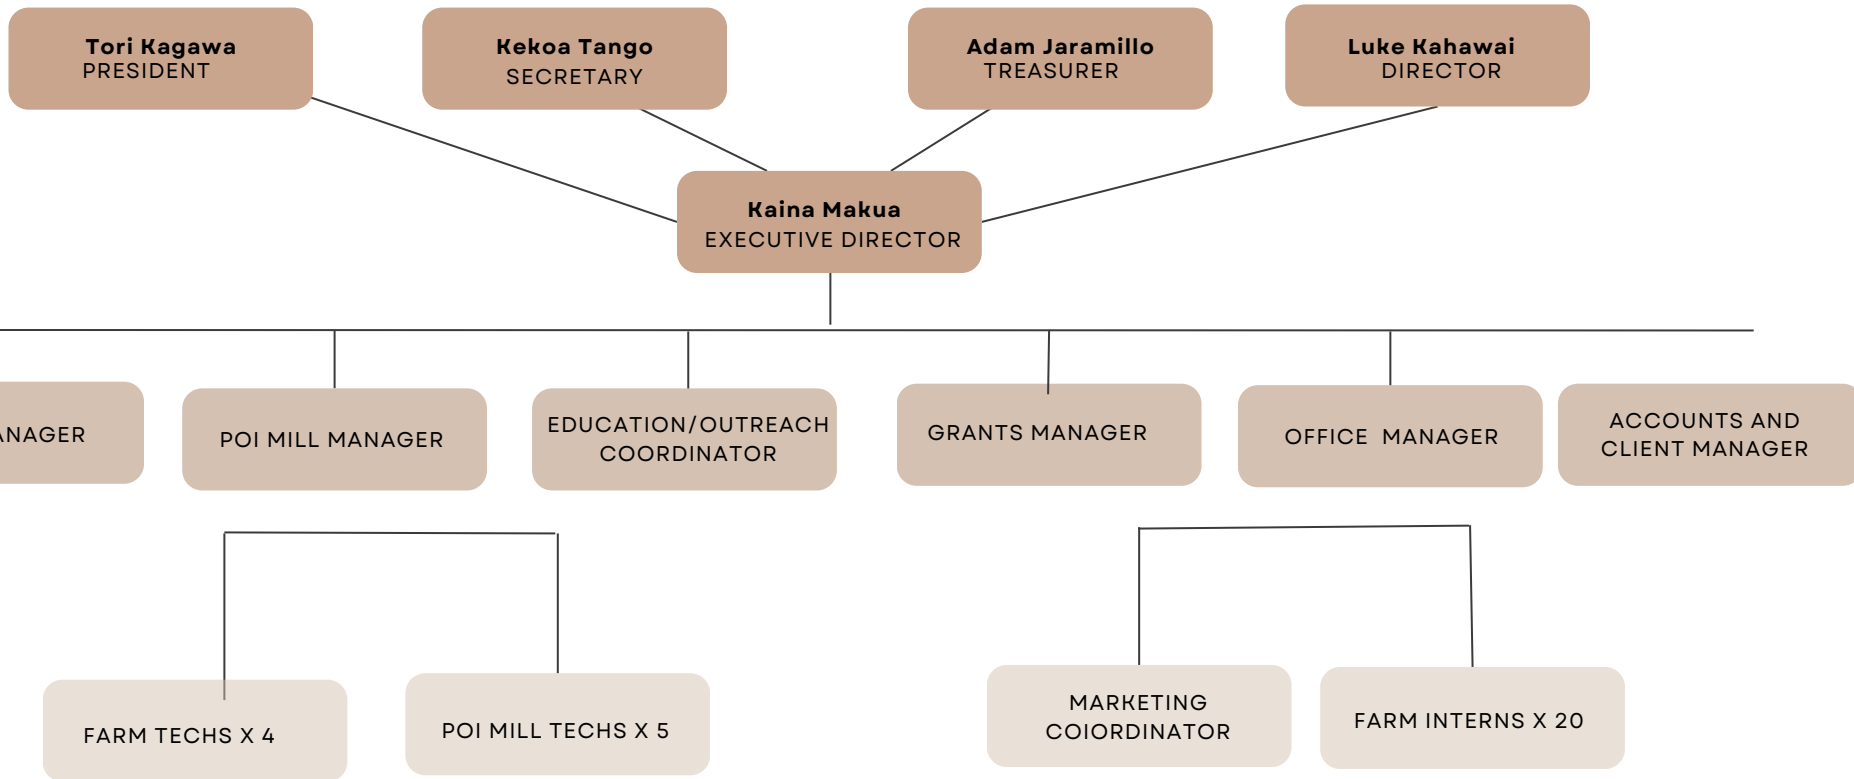 Tori Kagawa
PRESIDENT
Kekoa Tango
SECRETARY
Adam Jaramillo
TREASURER
Luke Kahawai
DIRECTOR
Kaina Makua
EXECUTIVE DIRECTOR
ANAGER
POI MILL MANAGER
EDUCATION/OUTREACH
COORDINATOR
GRANTS MANAGER
OFFICE  MANAGER
ACCOUNTS AND
CLIENT MANAGER
FARM TECHS X 4
POI MILL TECHS X 5
MARKETING
COIORDINATOR
FARM INTERNS X 20